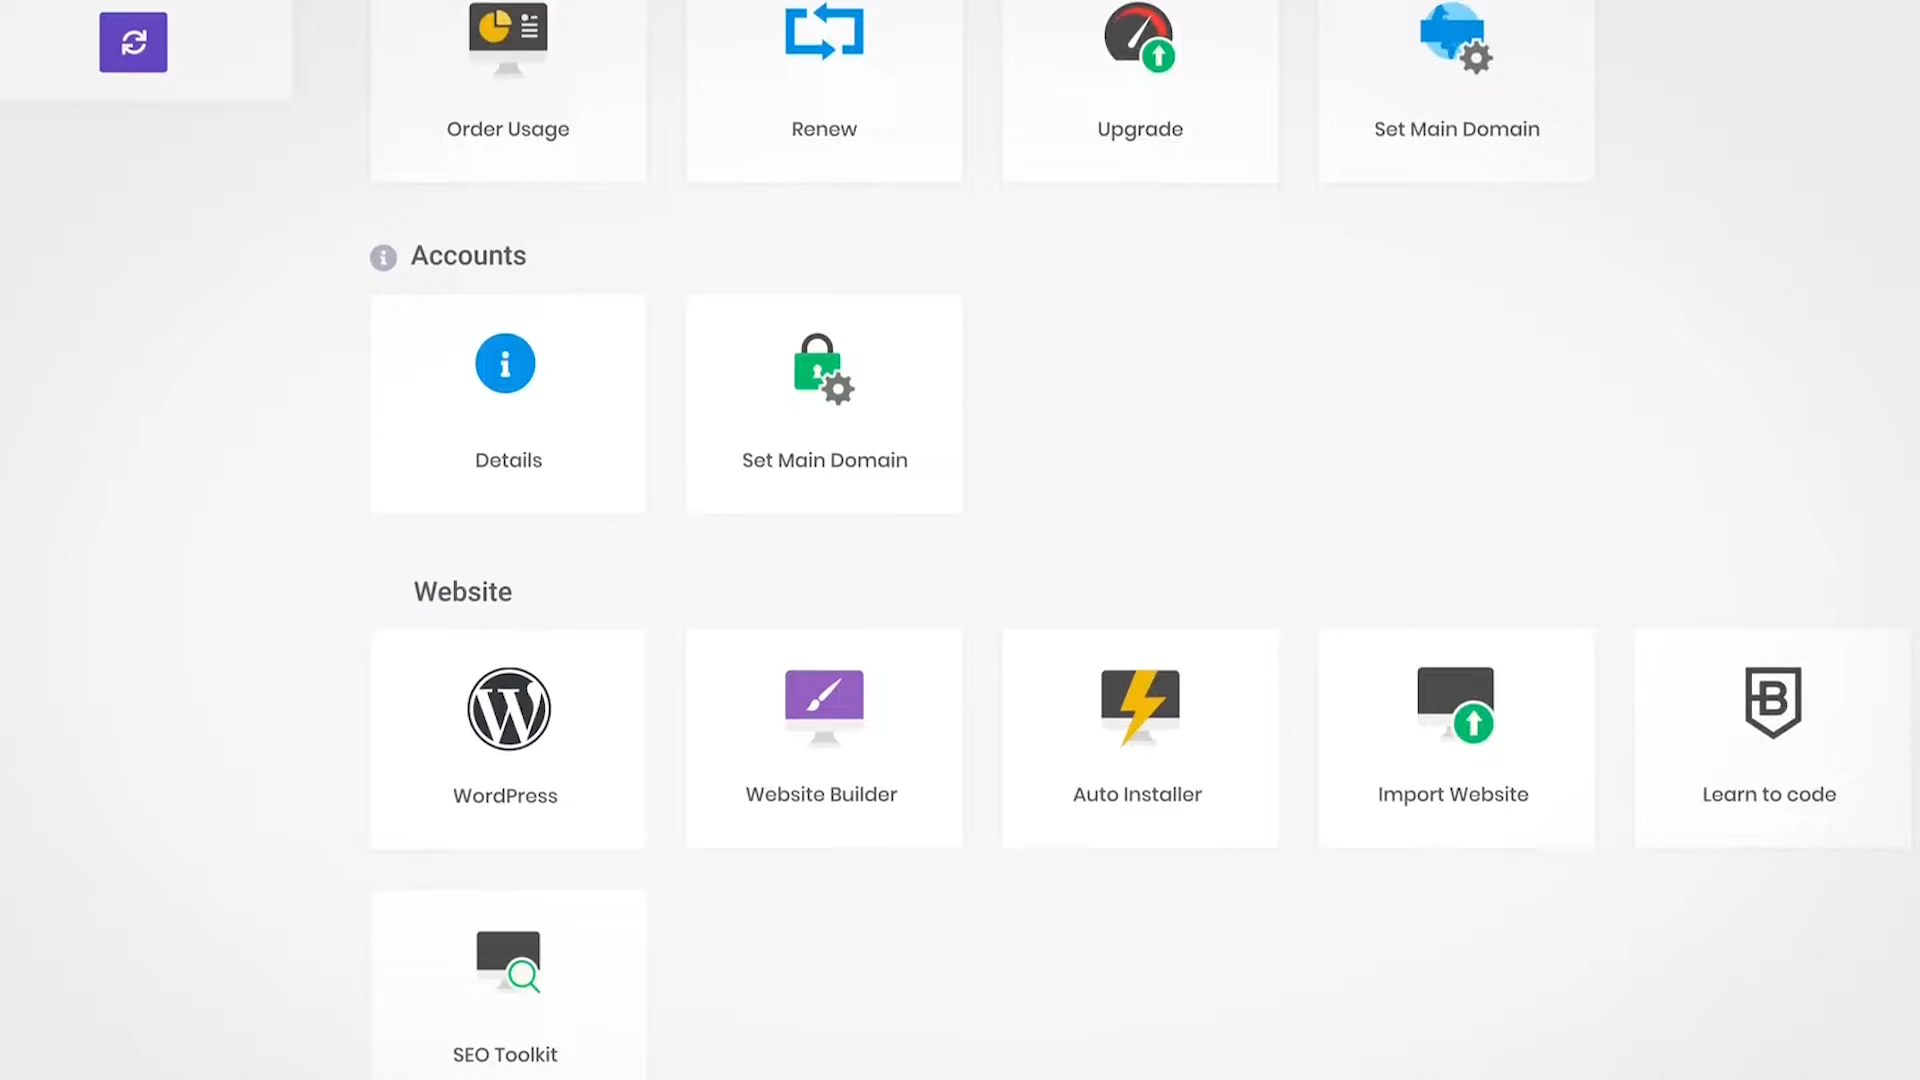 Order Usage
Renew
Upgrade
Set Main Domain
Accounts
Details
Set Main Domain
Website
WordPress
Website Builder
Auto Installer
Import Website
Learn to code
SEO Toolkit